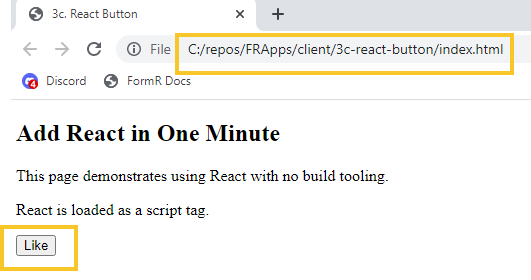 3c. React Button
File C:/repos/FRApps/client/3c-react-button/index.html
4 Discord FormR Docs
Add React in One Minute
This page demonstrates using React with no build tooling.
React is loaded as a script tag.
Like